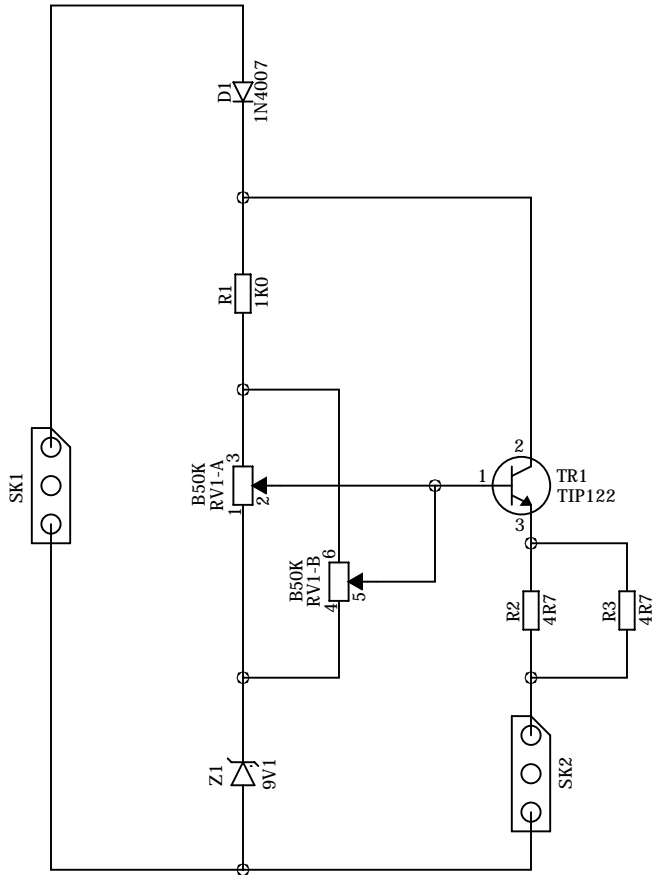 D1
1N4007
R1
1K0
SK1
B50K
RV1-A
1
2
3
B50K
RV1-B
4
5
6
1
2
3
TR1
TIP122
R2
4R7
R3
4R7
Z1
9V1
SK2